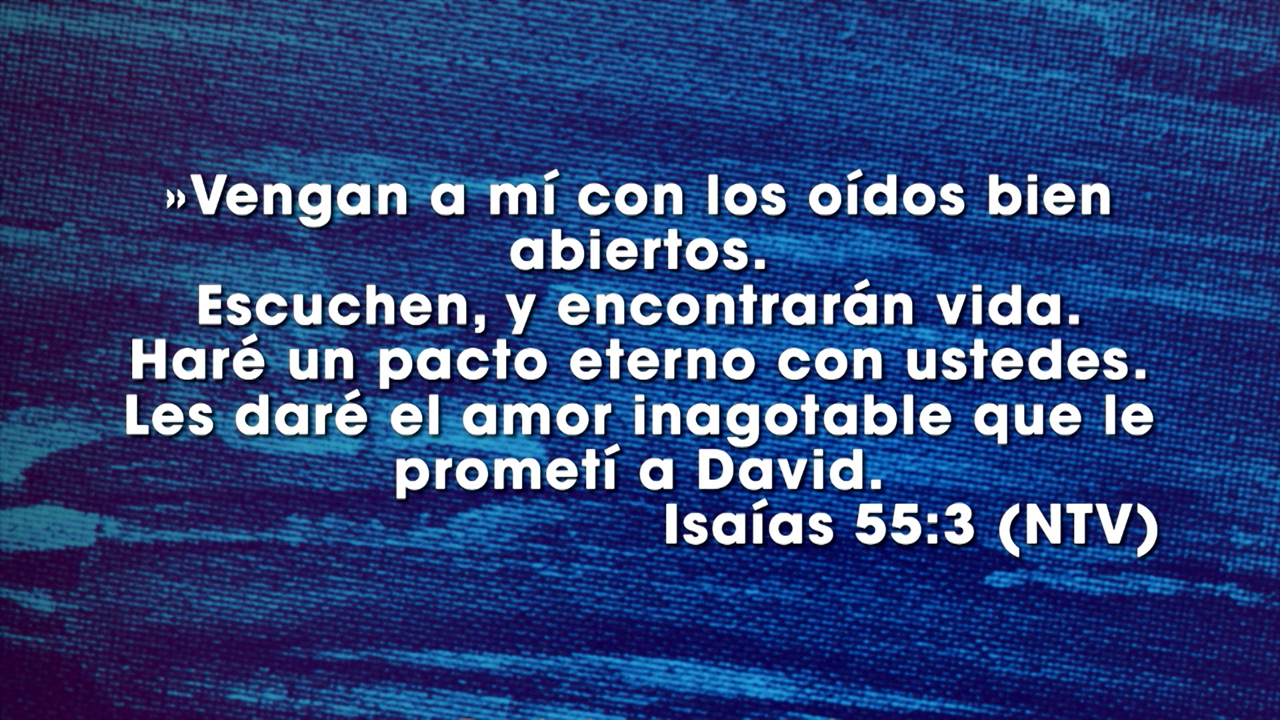 »Vengan a mí con los oídos bien
abiertos.
Escuchen, y encontrarán vida.
Haré un pacto eterno con ustedes.
Les daré el amor inagotable que le
prometí a David.
Isaías 55:3 (NTV)